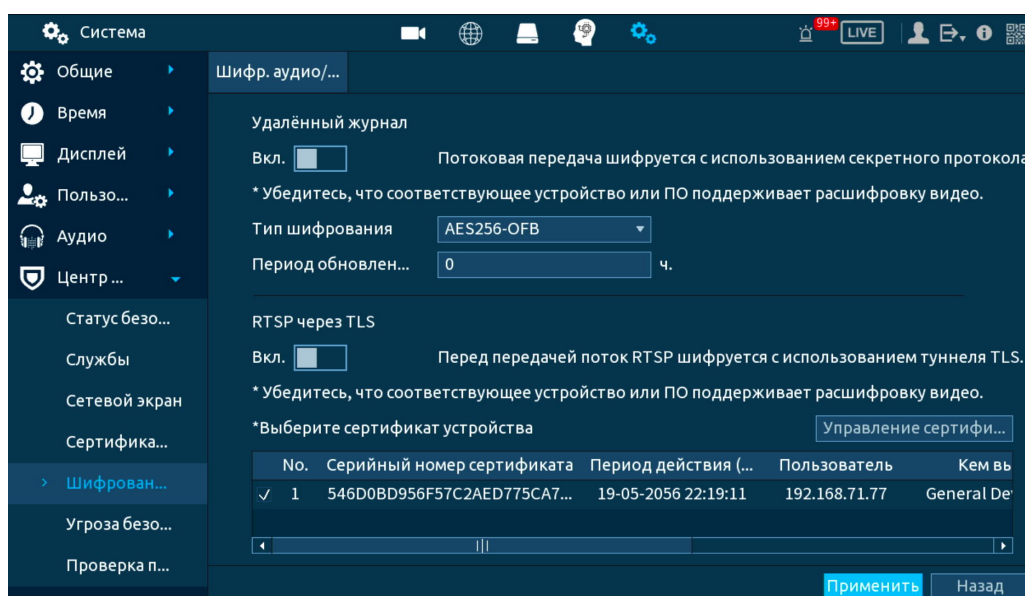 Система
99+
LIVE
Общие
Время
Дисплей
Пользо...
Аудио
Центр ...
Статус безо...
Службы
Сетевой экран
Сертифика...
Шифрован...
Угроза безо...
Проверка п...
Шифр. аудио/...
Удалённый журнал
Вкл. Потоковая передача шифруется с использованием секретного протокола
* Убедитесь, что соответствующее устройство или ПО поддерживает расшифровку видео.
Тип шифрования AES256-OFB
Период обновлен... 0 ч.
RTSP через TLS
Вкл. Перед передачей поток RTSP шифруется с использованием туннеля TLS.
* Убедитесь, что соответствующее устройство или ПО поддерживает расшифровку видео.
*Выберите сертификат устройства Управление сертифи...
No. Серийный номер сертификата Период действия (... Пользователь Кем вы
1 546D0BD956F57C2AED775CA7... 19-05-2056 22:19:11 192.168.71.77 General De
Применить Назад